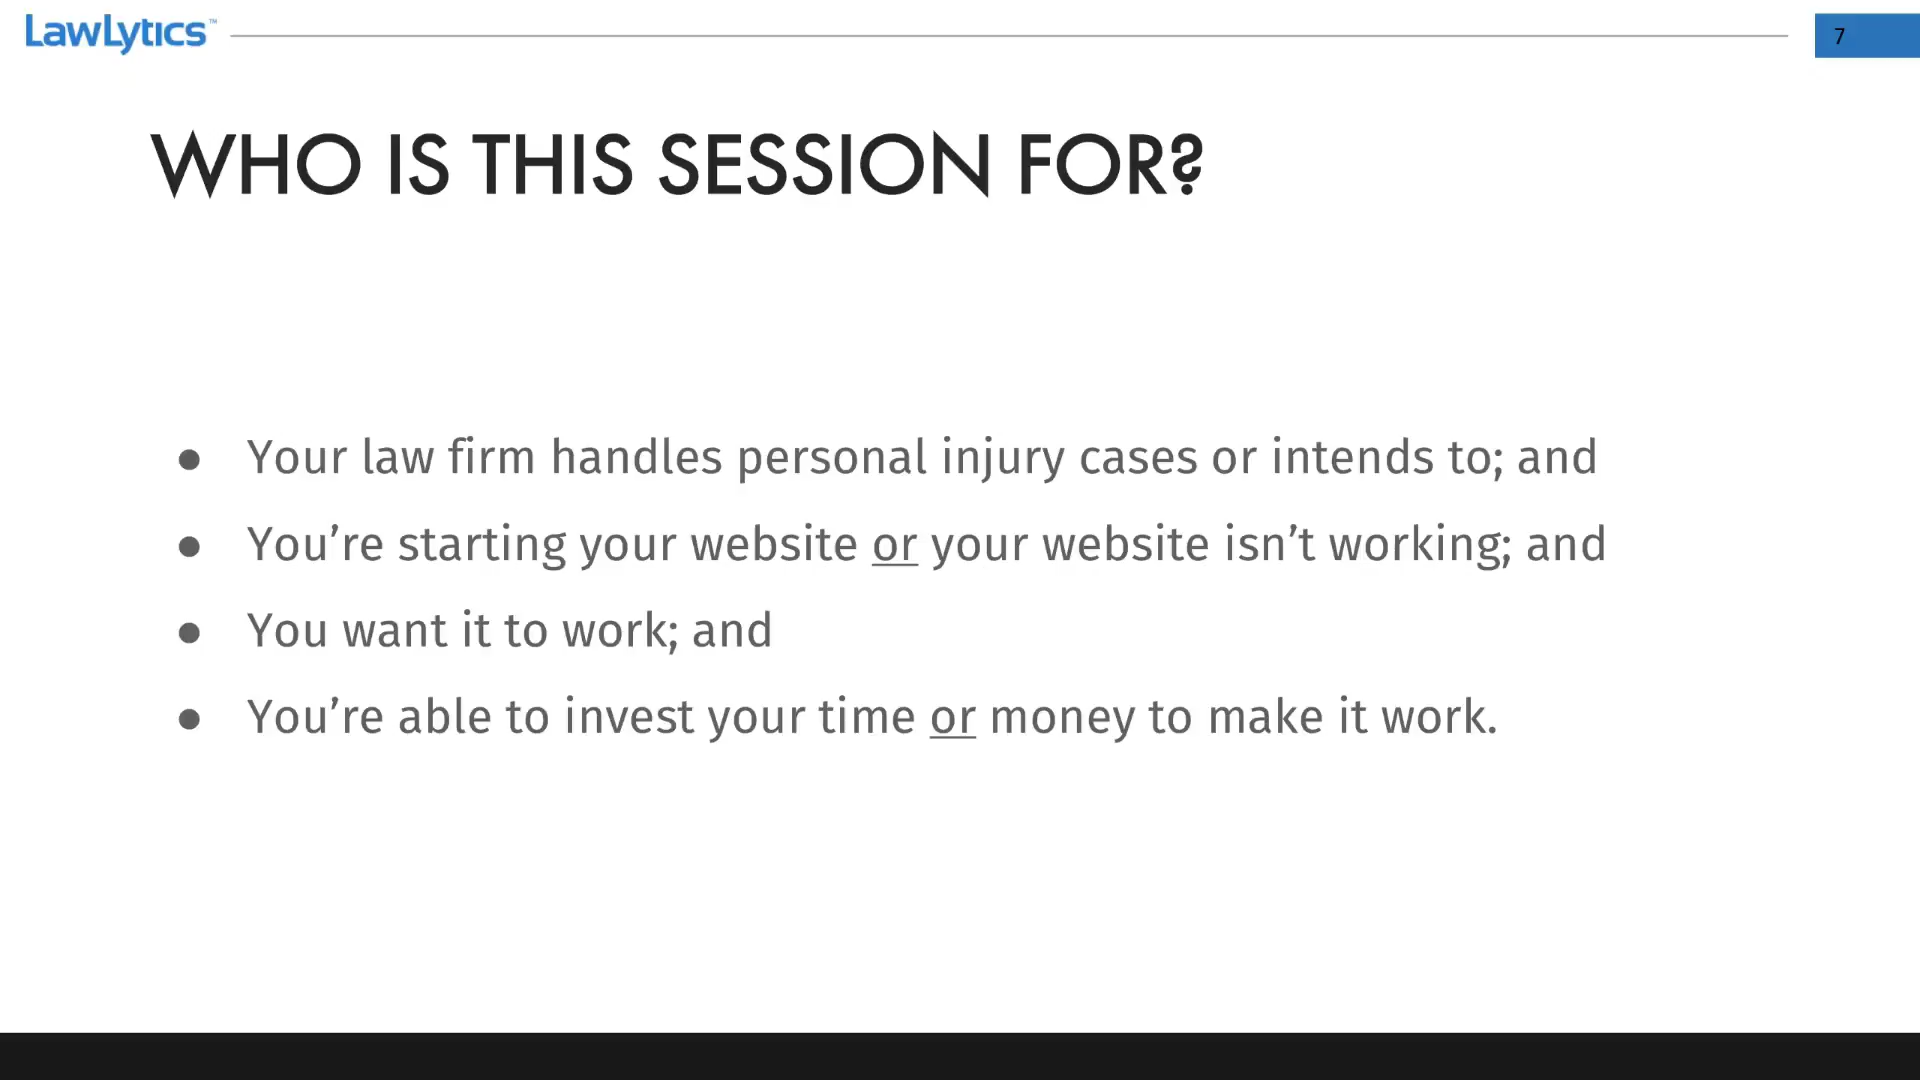 LawLytics™
7
WHO IS THIS SESSION FOR?
● Your law firm handles personal injury cases or intends to; and
● You’re starting your website or your website isn’t working; and
● You want it to work; and
● You’re able to invest your time or money to make it work.